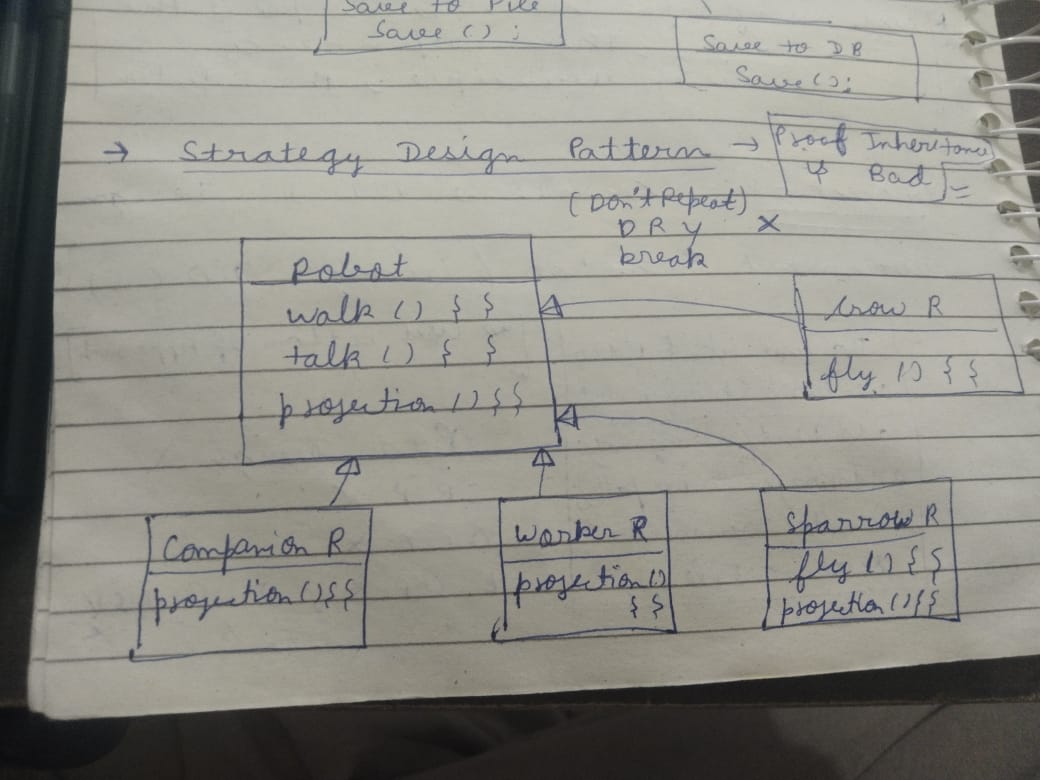 Save to File
Save ( ) ;
Save to DB
Save ( );
→ Strategy Design Pattern → Proof Inheritance
is Bad
(Don't Repeat)
DRY ×
break
Robot
walk () { }
talk () { }
projection () { }
Crow R
fly () { }
Companion R
projection () { }
Worker R
projection ()
{ }
Sparrow R
fly () { }
projection () { }